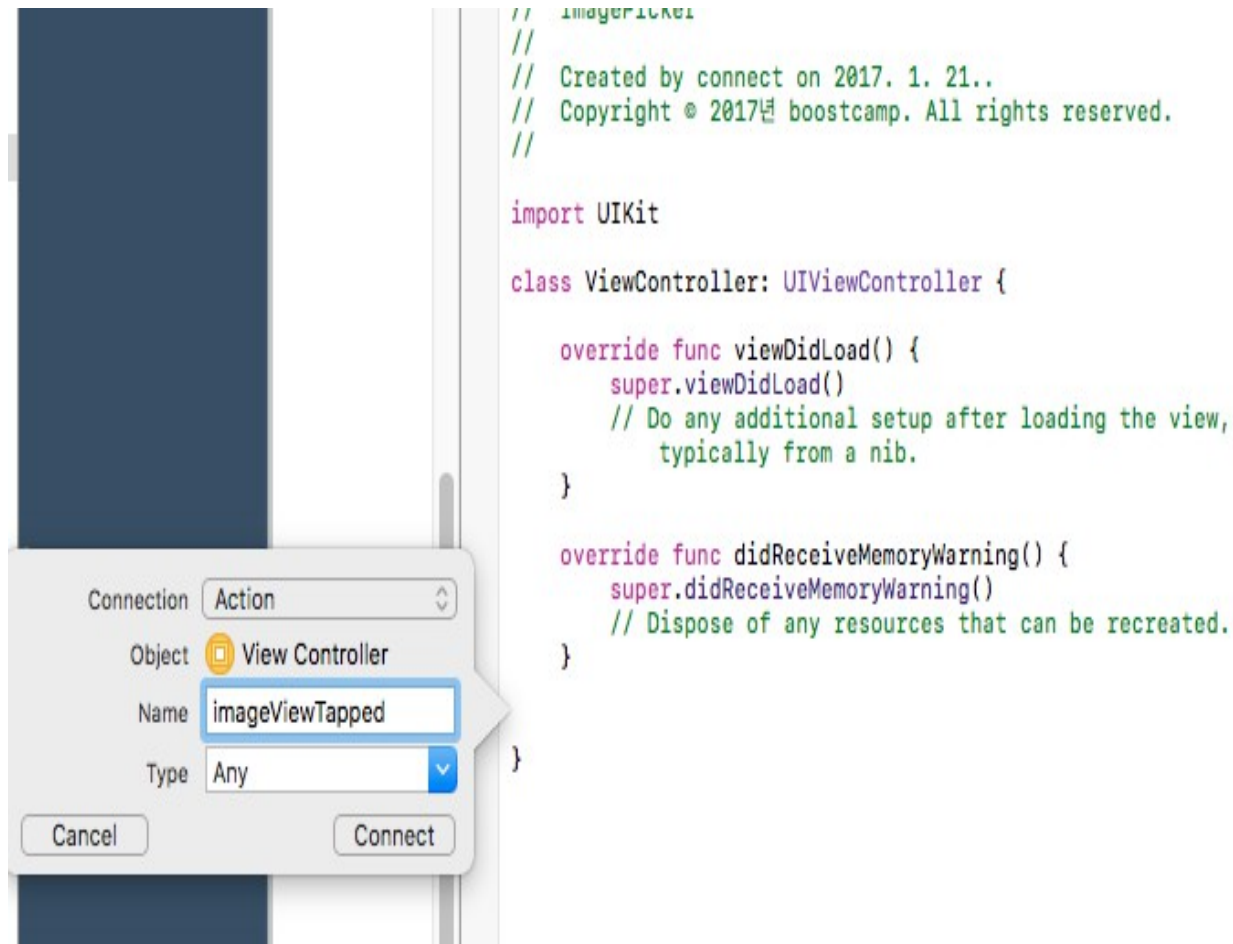 // ImagePicker
//
// Created by connect on 2017. 1. 21..
// Copyright © 2017년 boostcamp. All rights reserved.
//
import UIKit
class ViewController: UIViewController {
override func viewDidLoad() {
super.viewDidLoad()
// Do any additional setup after loading the view,
typically from a nib.
}
override func didReceiveMemoryWarning() {
super.didReceiveMemoryWarning()
// Dispose of any resources that can be recreated.
}
}
Connection Action
Object View Controller
Name imageViewTapped
Type Any
Cancel Connect